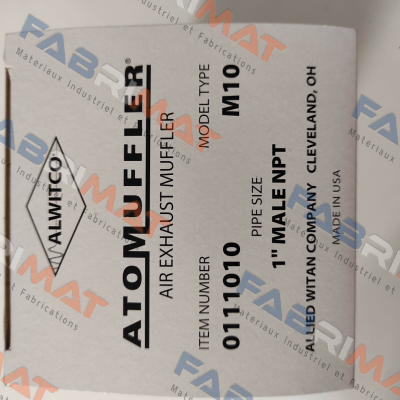 ALWITCO
ATOMUFFLER®
AIR EXHAUST MUFFLER
ITEM NUMBER MODEL TYPE
0111010 M10
PIPE SIZE
1" MALE NPT
ALLIED WITAN COMPANY CLEVELAND, OH
MADE IN USA
FABRIMAT
Materiaux Industriel et Fabrications